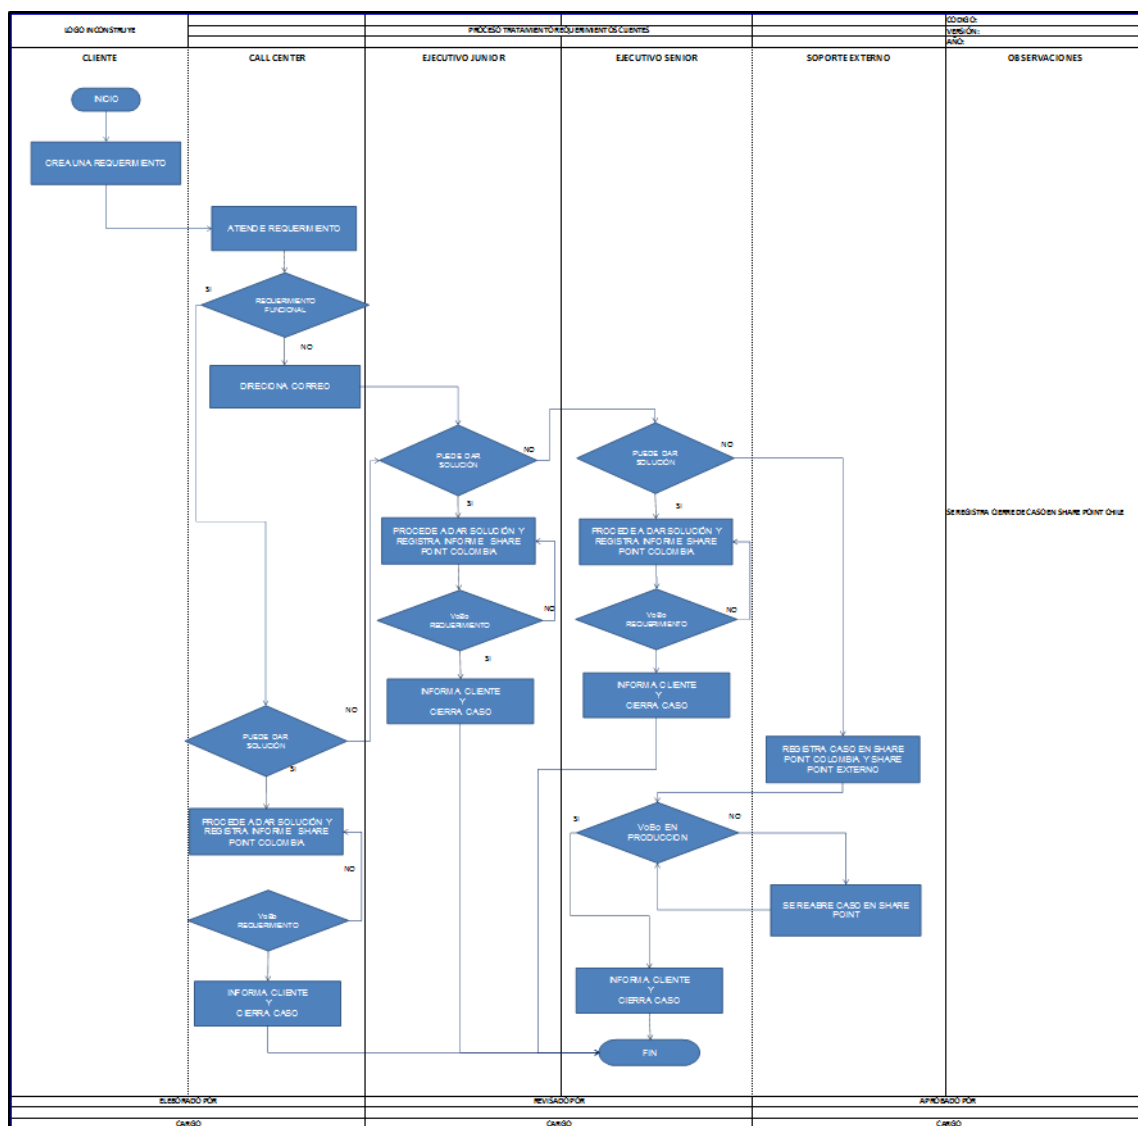 LOGO INCONSTRUYE
PROCESO TRATAMIENTO REQUERIMIENTOS CLIENTES
CODIGO:
VERSIÓN:
AÑO:
CLIENTE
CALL CENTER
EJECUTIVO JUNIOR
EJECUTIVO SENIOR
SOPORTE EXTERNO
OBSERVACIONES
INICIO
CREA UNA REQUERIMIENTO
ATIENDE REQUERIMIENTO
SI
REQUERIMIENTO
FUNCIONAL
NO
DIRECIONA CORREO
PUEDE DAR
SOLUCIÓN
NO
PUEDE DAR
SOLUCIÓN
NO
SI
SI
SE REGISTRA CIERRE DE CASO EN SHARE POINT CHILE
PROCEDE A DAR SOLUCIÓN Y
REGISTRA INFORME SHARE
POINT COLOMBIA
PROCEDE A DAR SOLUCIÓN Y
REGISTRA INFORME SHARE
POINT COLOMBIA
VoBo
REQUERIMIENTO
NO
VoBo
REQUERIMIENTO
NO
SI
INFORMA CLIENTE
Y
CIERRA CASO
INFORMA CLIENTE
Y
CIERRA CASO
NO
PUEDE DAR
SOLUCIÓN
SI
REGISTRA CASO EN SHARE
POINT COLOMBIA Y SHARE
POINT EXTERNO
PROCEDE A DAR SOLUCIÓN Y
REGISTRA INFORME SHARE
POINT COLOMBIA
SI
VoBo EN
PRODUCCION
NO
NO
VoBo
REQUERIMIENTO
SE REABRE CASO EN SHARE
POINT
INFORMA CLIENTE
Y
CIERRA CASO
INFORMA CLIENTE
Y
CIERRA CASO
FIN
ELEBORADO POR
REVISADO POR
APROBADO POR
CARGO
CARGO
CARGO